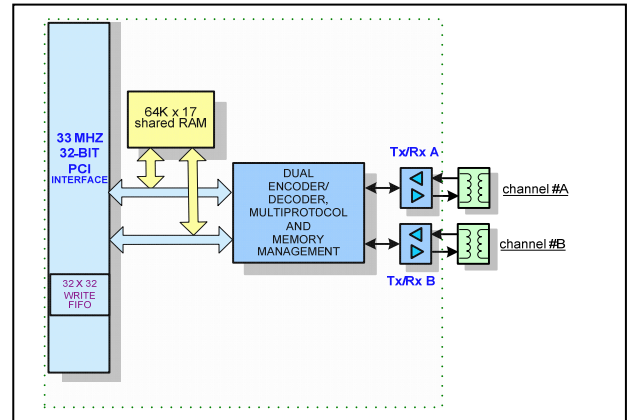 64K x 17
shared RAM
33 MHZ
32-BIT
PCI
INTERFACE
32 X 32
WRITE
FIFO
DUAL
ENCODER/
DECODER,
MULTIPROTOCOL
AND
MEMORY
MANAGEMENT
Tx/Rx A
channel #A
channel #B
Tx/Rx B